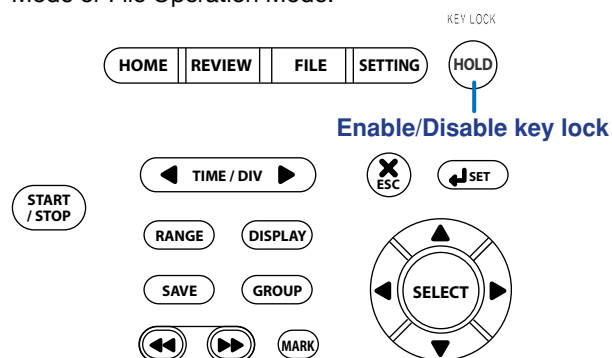 Mode or File Operation Mode.
KEY LOCK
HOME REVIEW FILE SETTING HOLD
Enable/Disable key lock
TIME / DIV ESC SET
START
/ STOP
RANGE DISPLAY
SAVE GROUP SELECT
MARK